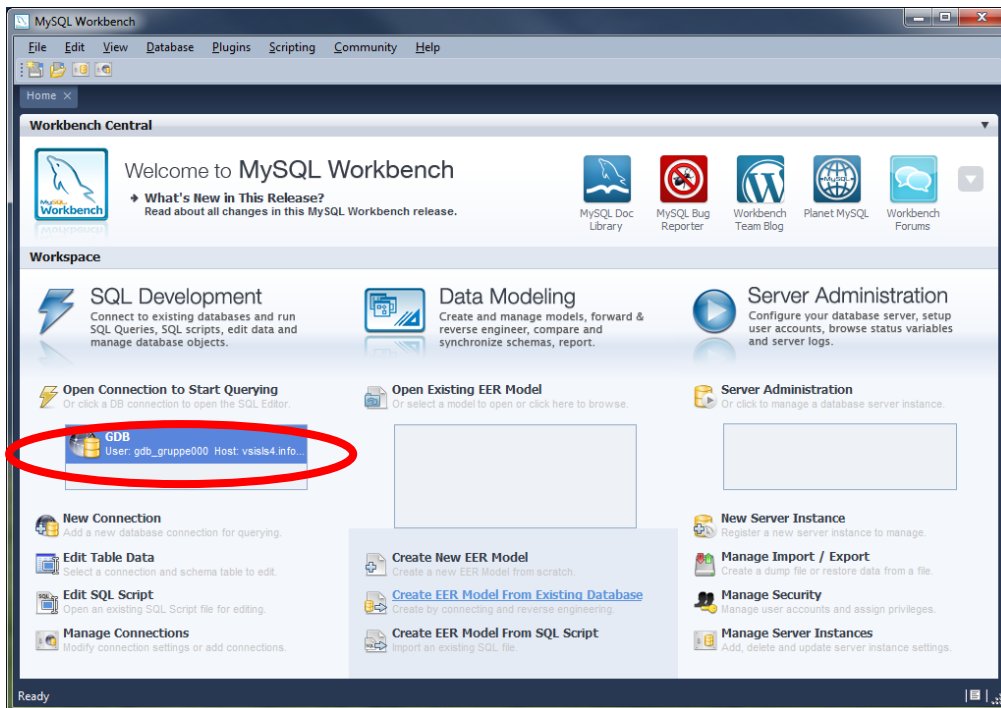 MySQL Workbench
File Edit View Database Plugins Scripting Community Help
Home
Workbench Central
MySQL
Workbench
Welcome to MySQL Workbench
What's New in This Release?
Read about all changes in this MySQL Workbench release.
MySQL Doc
Library
MySQL Bug
Reporter
Workbench
Team Blog
MySQL
Planet MySQL
Workbench
Forums
Workspace
SQL Development
Connect to existing databases and run
SQL Queries, SQL scripts, edit data and
manage database objects.
Data Modeling
Create and manage models, forward &
reverse engineer, compare and
synchronize schemas, report.
Server Administration
Configure your database server, setup
user accounts, browse status variables
and server logs.
Open Connection to Start Querying
Or click a DB connection to open the SQL Editor.
GDB
User: gdb_gruppe000 Host: vsisls4.info...
New Connection
Add a new database connection for querying.
Edit Table Data
Select a connection and schema table to edit.
Edit SQL Script
Open an existing SQL Script file for editing.
Manage Connections
Modify connection settings or add connections.
Open Existing EER Model
Or select a model to open or click here to browse.
Create New EER Model
Create a new EER Model from scratch.
Create EER Model From Existing Database
Create by connecting and reverse engineering.
Create EER Model From SQL Script
Import an existing SQL file.
Server Administration
Or click to manage a database server instance.
New Server Instance
Register a new server instance to manage.
Manage Import / Export
Create a dump file or restore data from a file.
Manage Security
Manage user accounts and assign privileges.
Manage Server Instances
Add, delete and update server instance settings.
Ready